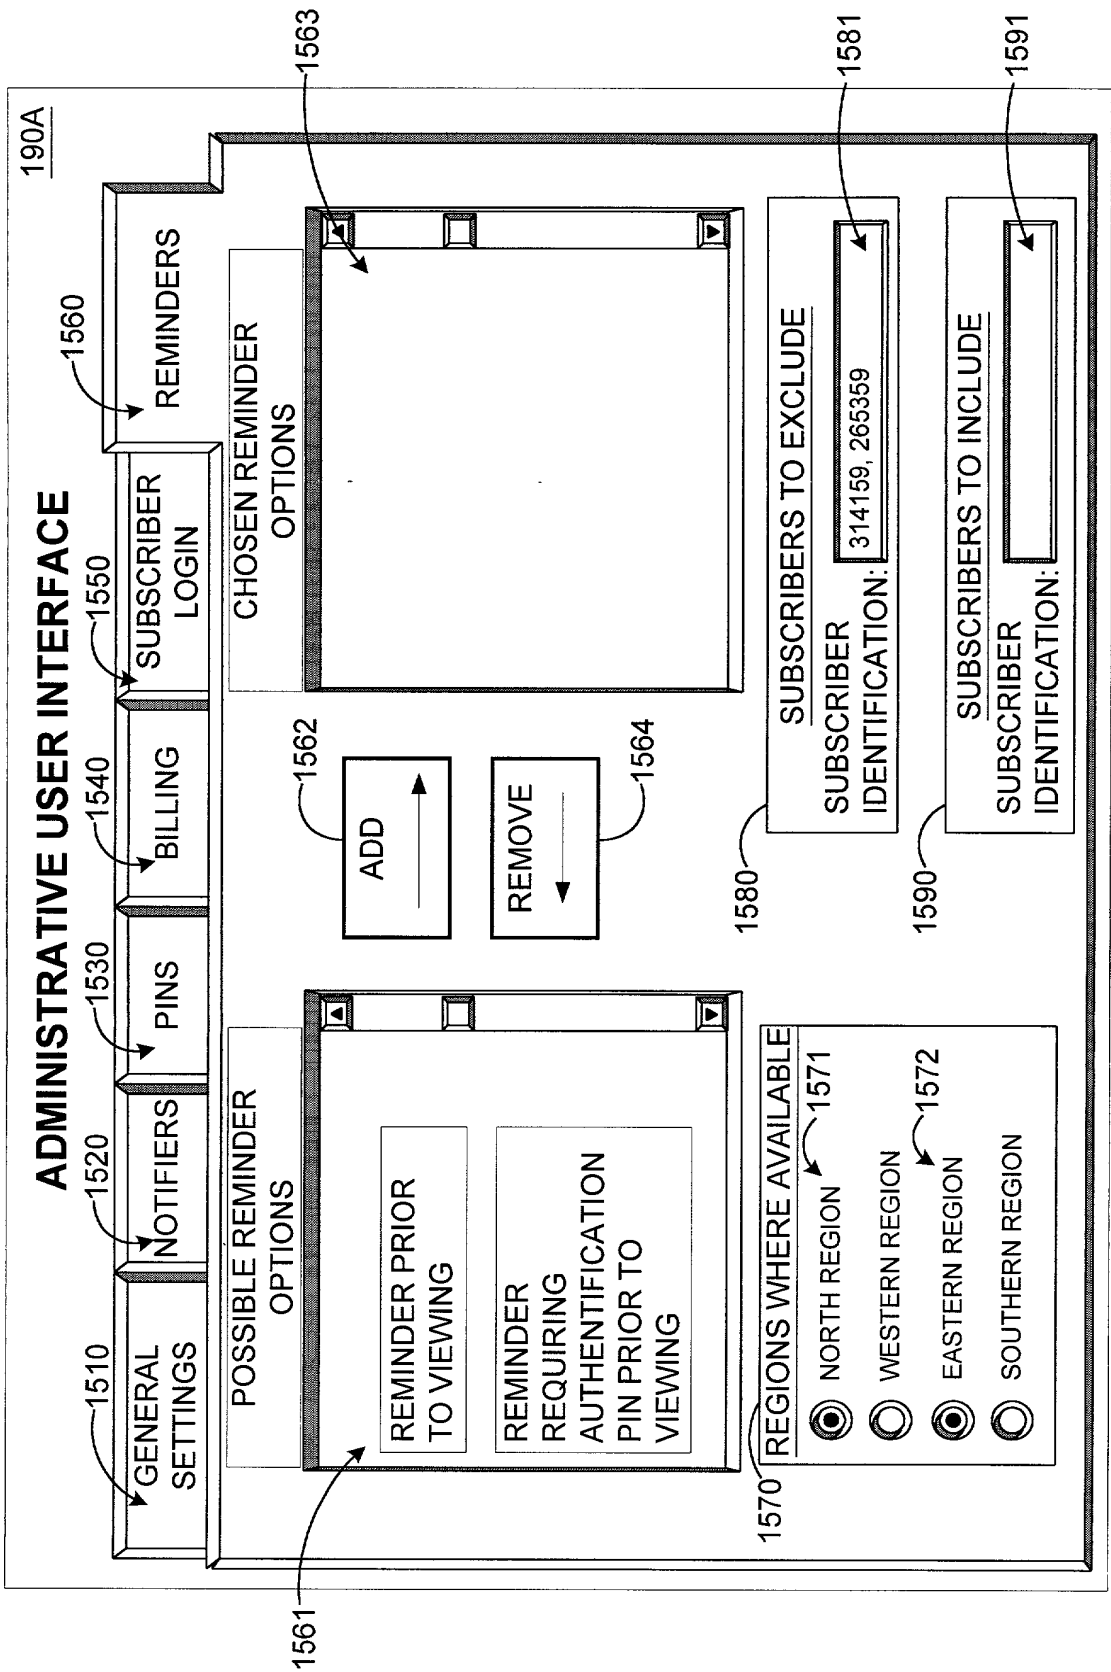 190A
ADMINISTRATIVE USER INTERFACE
1510
1520
1530
1540
1550
1560
GENERAL
SETTINGS
NOTIFIERS
PINS
BILLING
SUBSCRIBER
LOGIN
REMINDERS
POSSIBLE REMINDER
OPTIONS
1561
REMINDER PRIOR
TO VIEWING
REMINDER
REQUIRING
AUTHENTIFICATION
PIN PRIOR TO
VIEWING
1562
ADD
REMOVE
1564
CHOSEN REMINDER
OPTIONS
1563
1570
REGIONS WHERE AVAILABLE
NORTH REGION
1571
WESTERN REGION
EASTERN REGION
1572
SOUTHERN REGION
1580
SUBSCRIBERS TO EXCLUDE
SUBSCRIBER
IDENTIFICATION:
314159, 265359
1581
1590
SUBSCRIBERS TO INCLUDE
SUBSCRIBER
IDENTIFICATION:
1591